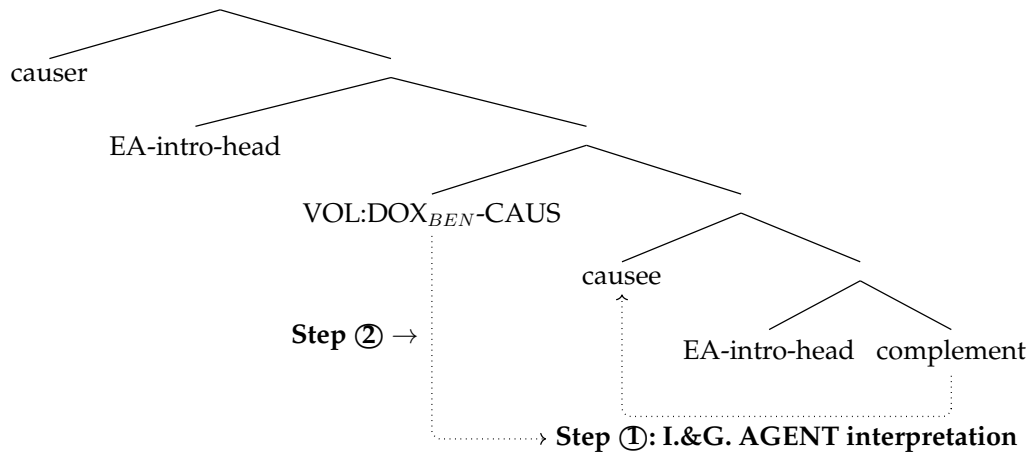 causer
EA-intro-head
VOL:DOX_BEN-CAUS
causee
Step ② →
EA-intro-head complement
Step ①: I.&G. AGENT interpretation